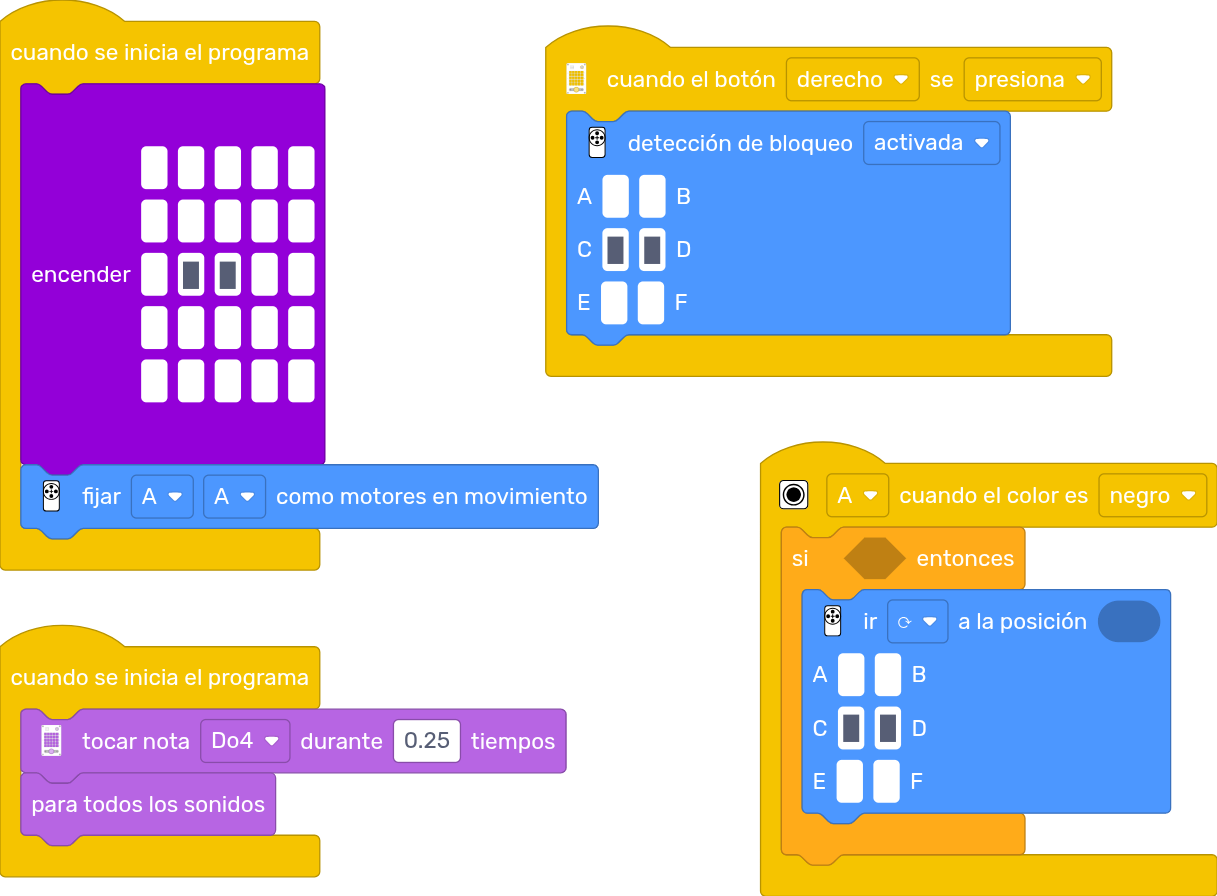 cuando se inicia el programa
encender
fijar A A como motores en movimiento
cuando se inicia el programa
tocar nota Do4 durante 0.25 tiempos
para todos los sonidos
cuando el botón derecho se presiona
detección de bloqueo activada
A B
C D
E F
A cuando el color es negro
si entonces
ir ⟳ a la posición
A B
C D
E F